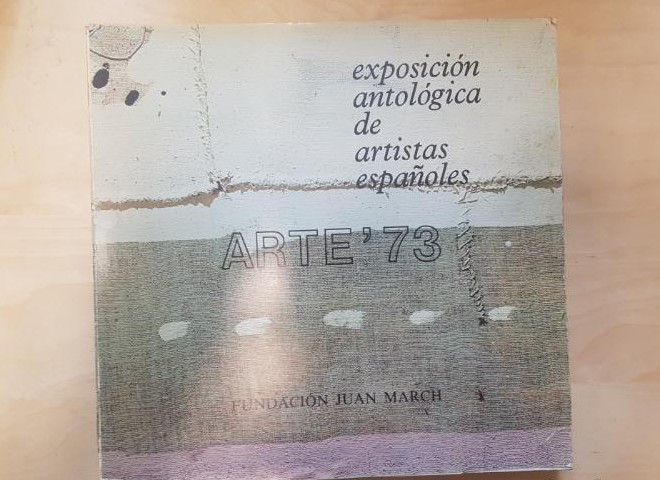 exposición
antológica
de
artistas
españoles
ARTE'73
FUNDACIÓN JUAN MARCH